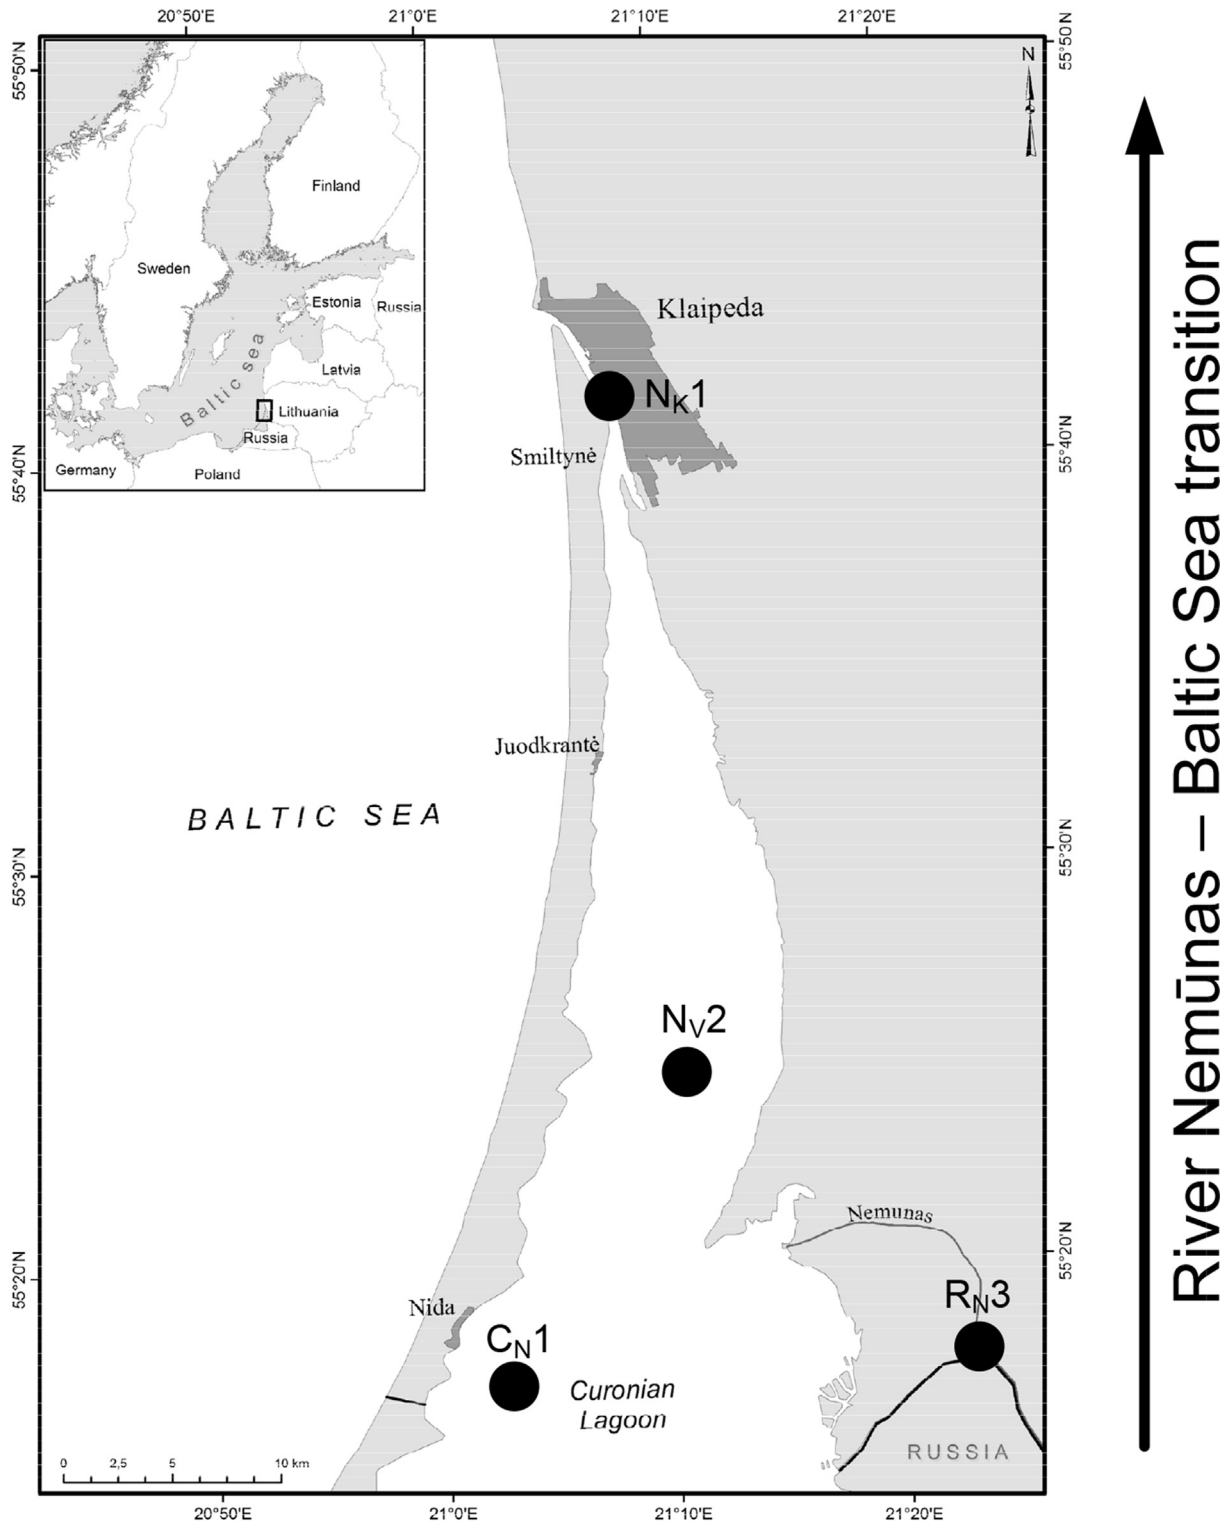 20°50'E 21°0'E 21°10'E 21°20'E
55°50'N
55°50'N
N
Finland
Sweden
Estonia
Russia
Latvia
Baltic sea
Lithuania
Russia
Germany
Poland
Klaipeda
NK1
Smiltynė
55°40'N
55°40'N
Juodkrantė
BALTIC SEA
55°30'N
55°30'N
NV2
Nemunas
55°20'N
55°20'N
RN3
Nida
CN1
Curonian
Lagoon
RUSSIA
0 2,5 5 10 km
20°50'E 21°0'E 21°10'E 21°20'E
River Nemūnas – Baltic Sea transition